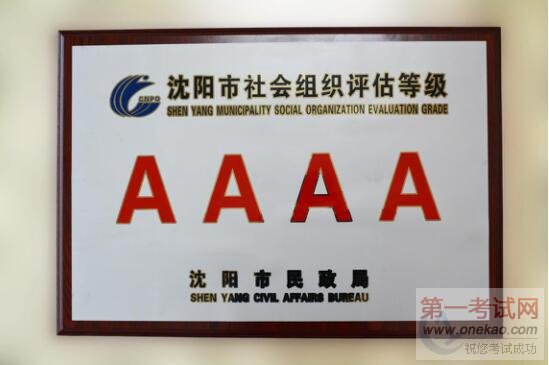 CNPO
沈阳市社会组织评估等级
SHEN YANG MUNICIPALITY SOCIAL ORGANIZATION EVALUATION GRADE
AAAA
沈阳市民政局
SHEN YANG CIVIL AFFAIRS BUREAU
第一考试网
www.onekao.com
祝您考试成功